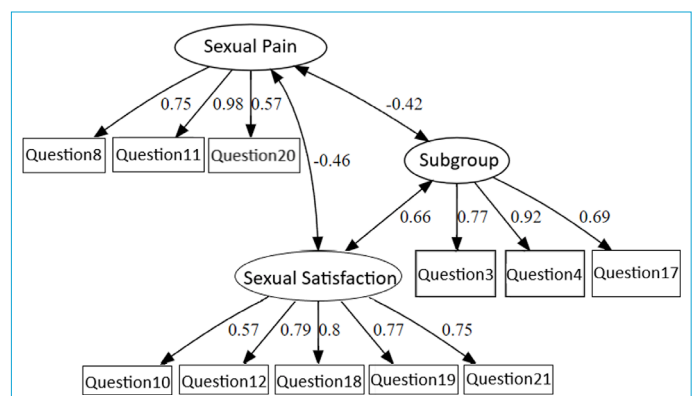 Sexual Pain
0.75
0.98
0.57
-0.42
Question8
Question11
Question20
-0.46
Subgroup
0.66
0.77
0.92
0.69
Sexual Satisfaction
Question3
Question4
Question17
0.57
0.79
0.8
0.77
0.75
Question10
Question12
Question18
Question19
Question21